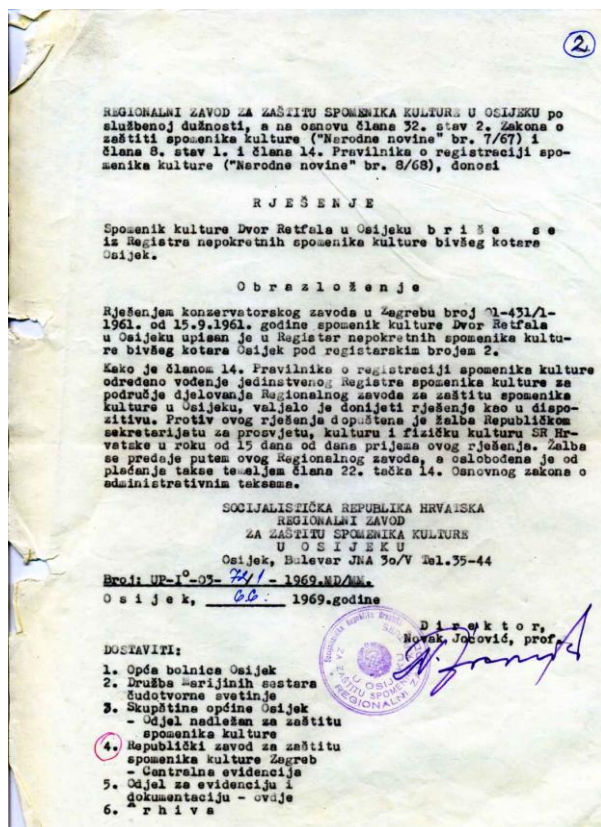 2
REGIONALNI ZAVOD ZA ZAŠTITU SPOMENIKA KULTURE U OSIJEKU po
službenoj dužnosti, a na osnovu člana 32. stav 2. Zakona o
zaštiti spomenika kulture ("Narodne novine" br. 7/67) i
člana 8. stav 1. i člana 14. Pravilnika o registraciji spo-
menika kulture ("Narodne novine" br. 8/68), donosi
R J E Š E N J E
Spomenik kulture Dvor Retfala u Osijeku b r i š e s e
iz Registra nepokretnih spomenika kulture bivšeg kotara
Osijek.
O b r a z l o ž e n j e
Rješenjem konzervatorskog zavoda u Zagrebu broj 01-431/1-
1961. od 15.9.1961. godine spomenik kulture Dvor Retfala
u Osijeku upisan je u Registar nepokretnih spomenika kultu-
re bivšeg kotara Osijek pod registarskim brojem 2.
Kako je članom 14. Pravilnika o registraciji spomenika kulture
određeno vođenje jedinstvenog Registra spomenika kulture za
područje djelovanja Regionalnog zavoda za zaštitu spomenika
kulture u Osijeku, valjalo je donijeti rješenje kao u dispo-
zitivu. Protiv ovog rješenja dopuštena je žalba Republičkom
sekretarijatu za prosvjetu, kulturu i fizičku kulturu SR Hr-
vatske u roku od 15 dana od dana prijema ovog rješenja. Žalba
se predaje putem ovog Regionalnog zavoda, a oslobođena je od
plaćanja takse temeljem člana 22. tačka 14. Osnovnog zakona o
administrativnim taksama.
SOCIJALISTIČKA REPUBLIKA HRVATSKA
REGIONALNI ZAVOD
ZA ZAŠTITU SPOMENIKA KULTURE
U O S I J E K U
Osijek, Bulevar JNA 3o/V Tel.35-44
Broj: UP-I°-03- 72/1 - 1969.MD/MM.
O s i j e k, 6.6. 1969.godine
D i r e k t o r,
Novak Jocović, prof.
DOSTAVITI:
1. Opća bolnica Osijek
2. Družba Marijinih sestara
čudotvorne svetinje
3. Skupština općine Osijek
- Odjel nadležan za zaštitu
spomenika kulture
4. Republički zavod za zaštitu
spomenika kulture Zagreb
- Centralna evidencija
5. Odjel za evidenciju i
dokumentaciju - ovdje
6. A r h i v a